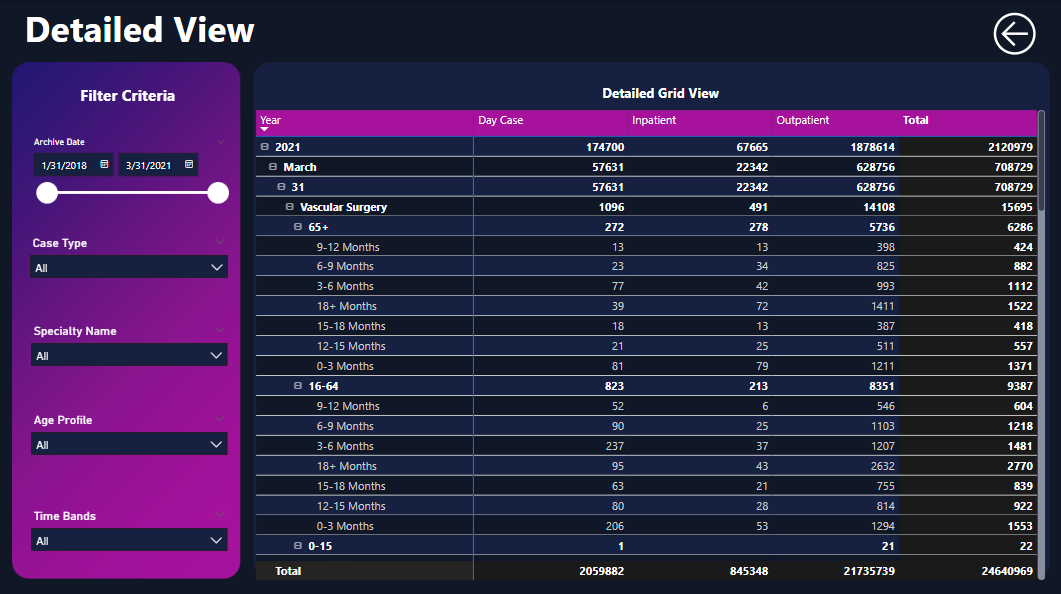 Detailed View
Filter Criteria
Archive Date
1/31/2018 3/31/2021
Case Type
All
Specialty Name
All
Age Profile
All
Time Bands
All
Detailed Grid View
Year Day Case Inpatient Outpatient Total
2021 174700 67665 1878614 2120979
March 57631 22342 628756 708729
31 57631 22342 628756 708729
Vascular Surgery 1096 491 14108 15695
65+ 272 278 5736 6286
9-12 Months 13 13 398 424
6-9 Months 23 34 825 882
3-6 Months 77 42 993 1112
18+ Months 39 72 1411 1522
15-18 Months 18 13 387 418
12-15 Months 21 25 511 557
0-3 Months 81 79 1211 1371
16-64 823 213 8351 9387
9-12 Months 52 6 546 604
6-9 Months 90 25 1103 1218
3-6 Months 237 37 1207 1481
18+ Months 95 43 2632 2770
15-18 Months 63 21 755 839
12-15 Months 80 28 814 922
0-3 Months 206 53 1294 1553
0-15 1 21 22
Total 2059882 845348 21735739 24640969